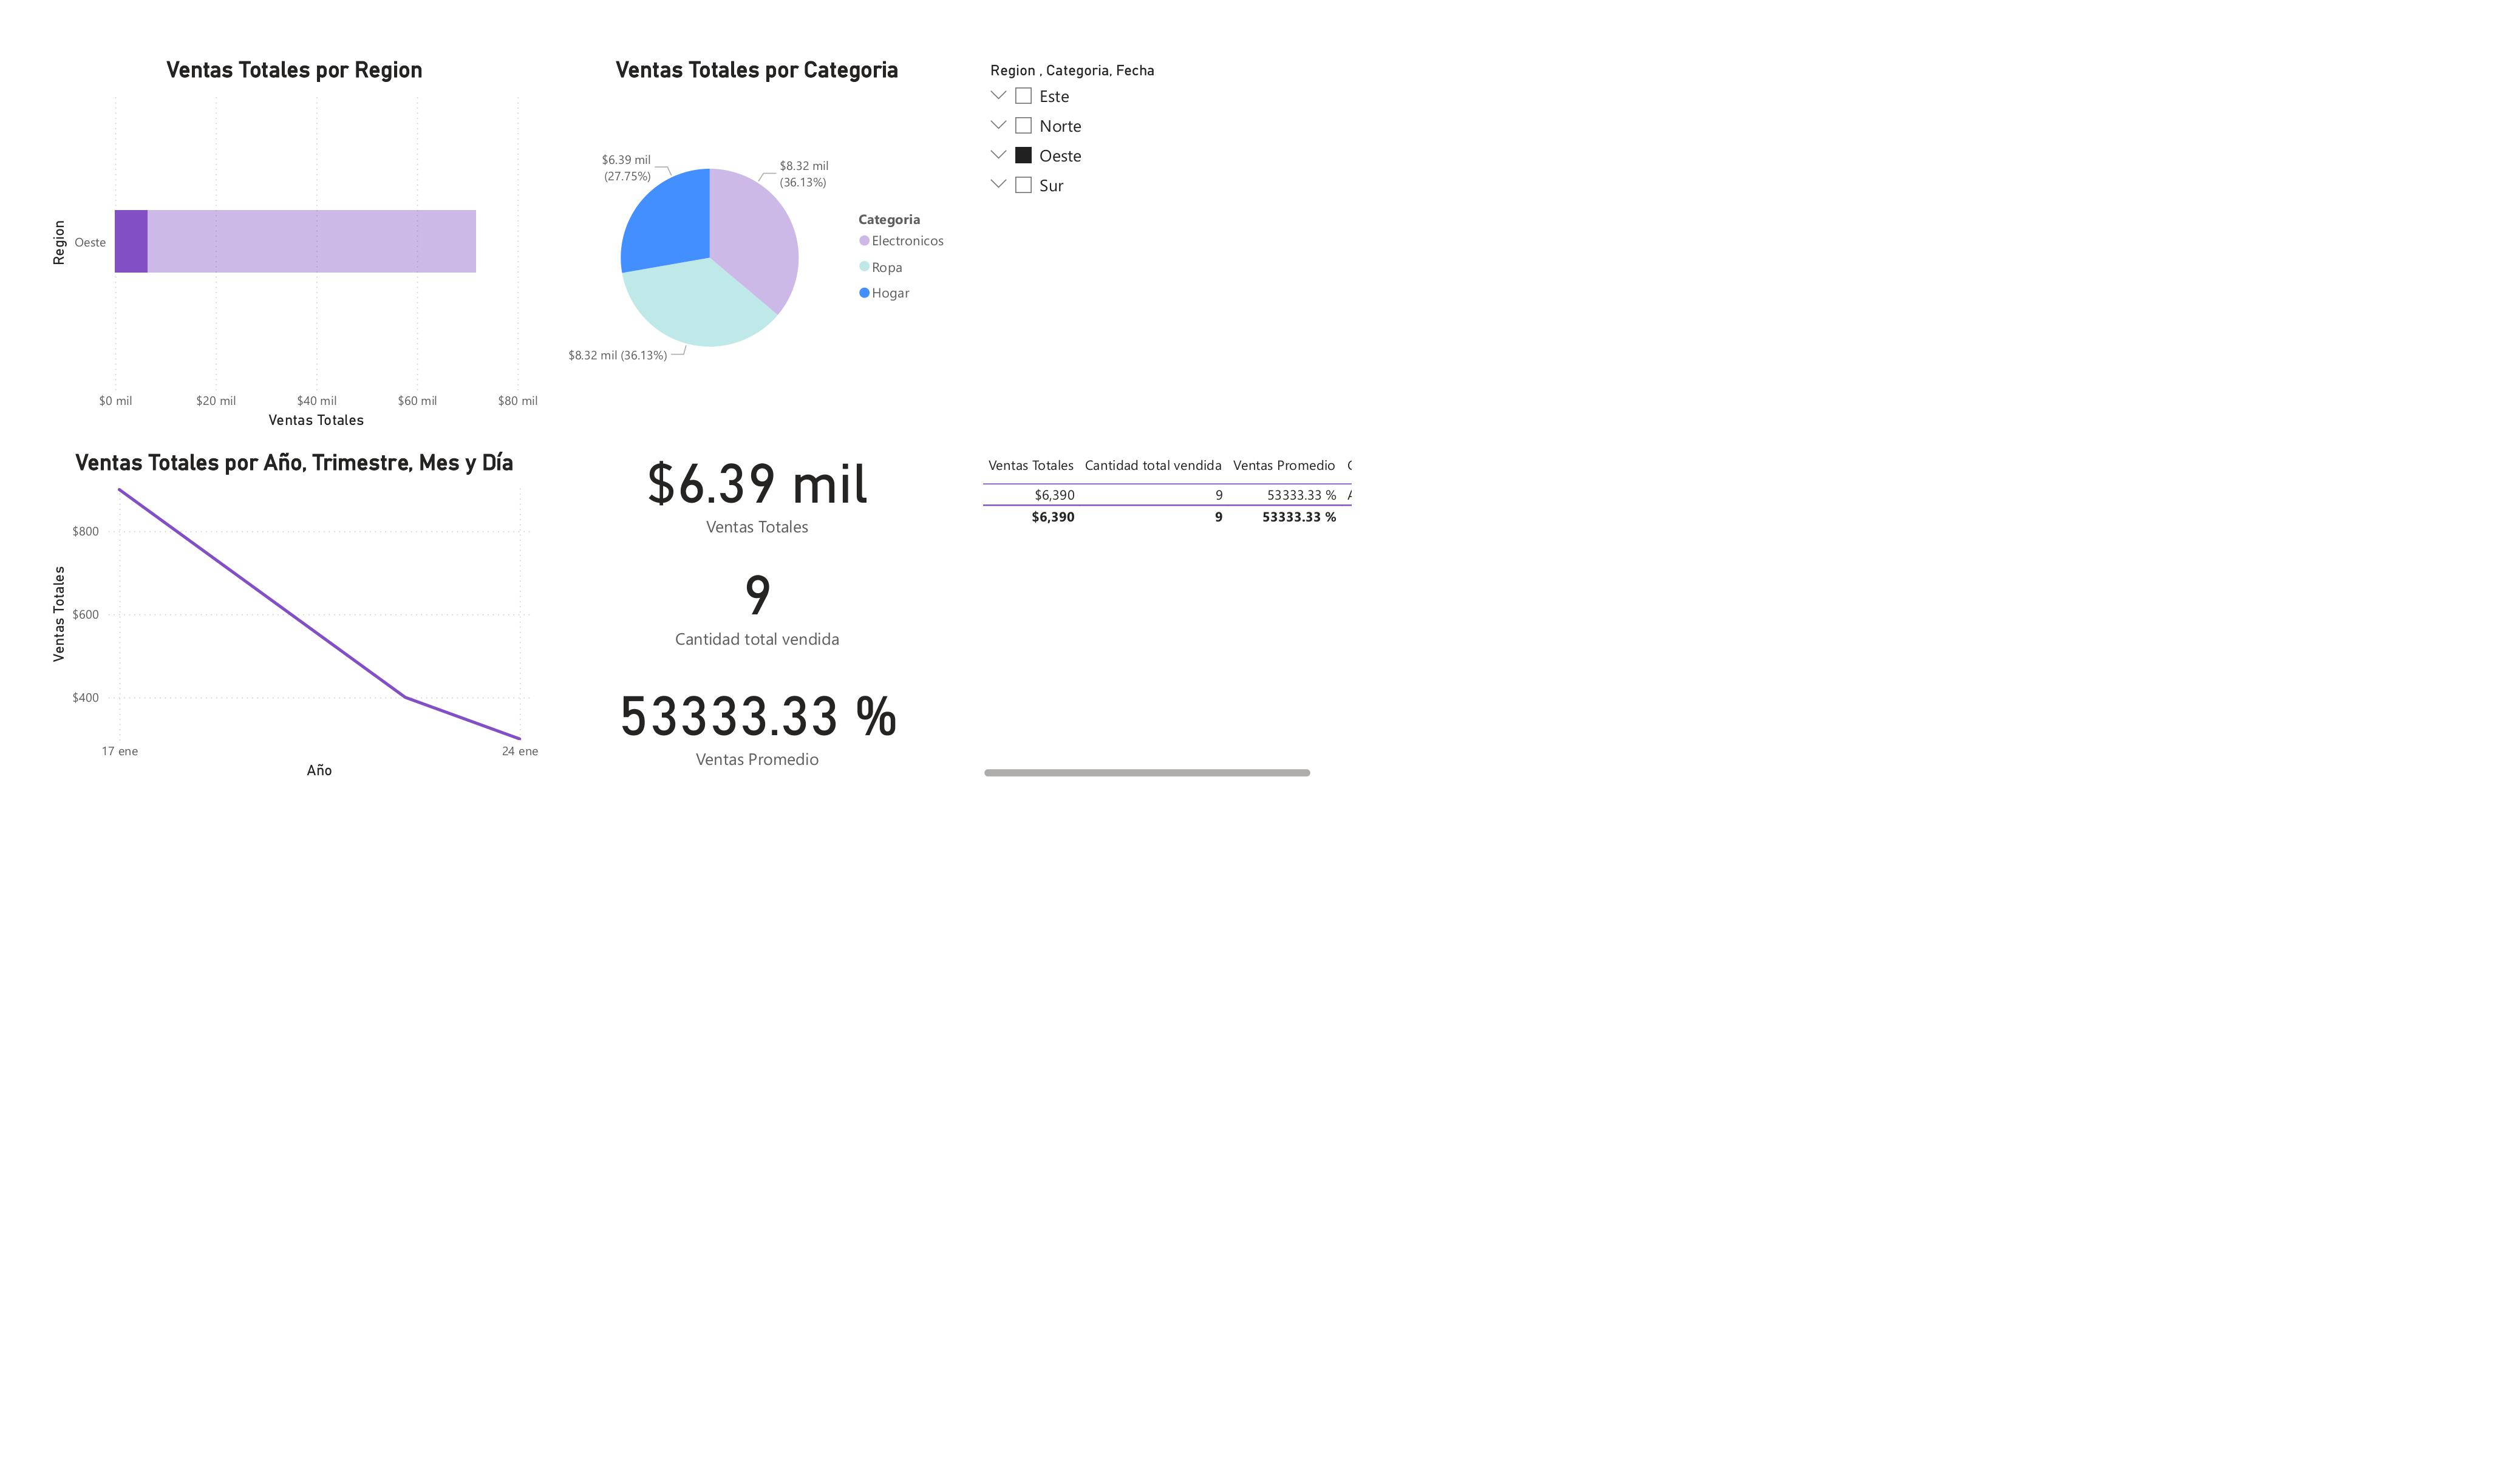 Ventas Totales por Region
Region
Oeste
$0 mil
$20 mil
$40 mil
$60 mil
$80 mil
Ventas Totales
Ventas Totales por Categoria
$6.39 mil
(27.75%)
$8.32 mil
(36.13%)
$8.32 mil (36.13%)
Categoria
Electronicos
Ropa
Hogar
Region , Categoria, Fecha
Este
Norte
Oeste
Sur
Ventas Totales por Año, Trimestre, Mes y Día
Ventas Totales
$800
$600
$400
17 ene
24 ene
Año
$6.39 mil
Ventas Totales
9
Cantidad total vendida
53333.33 %
Ventas Promedio
Ventas Totales Cantidad total vendida Ventas Promedio
$6,390 9 53333.33 %
$6,390 9 53333.33 %